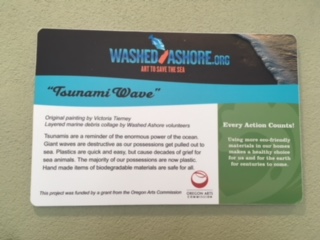 WASHED ASHORE.ORG
ART TO SAVE THE SEA
"Tsunami Wave"
Original painting by Victoria Tierney
Layered marine debris collage by Washed Ashore volunteers
Tsunamis are a reminder of the enormous power of the ocean.
Giant waves are destructive as our possessions get pulled out to
sea. Plastics are quick and easy, but cause decades of grief for
sea animals. The majority of our possessions are now plastic.
Hand made items of biodegradable materials are safe for all.
This project was funded by a grant from the Oregon Arts Commission
OREGON ARTS
COMMISSION
Every Action Counts!
Using more eco-friendly
materials in our homes
makes a healthy choice
for us and for the earth
for centuries to come.